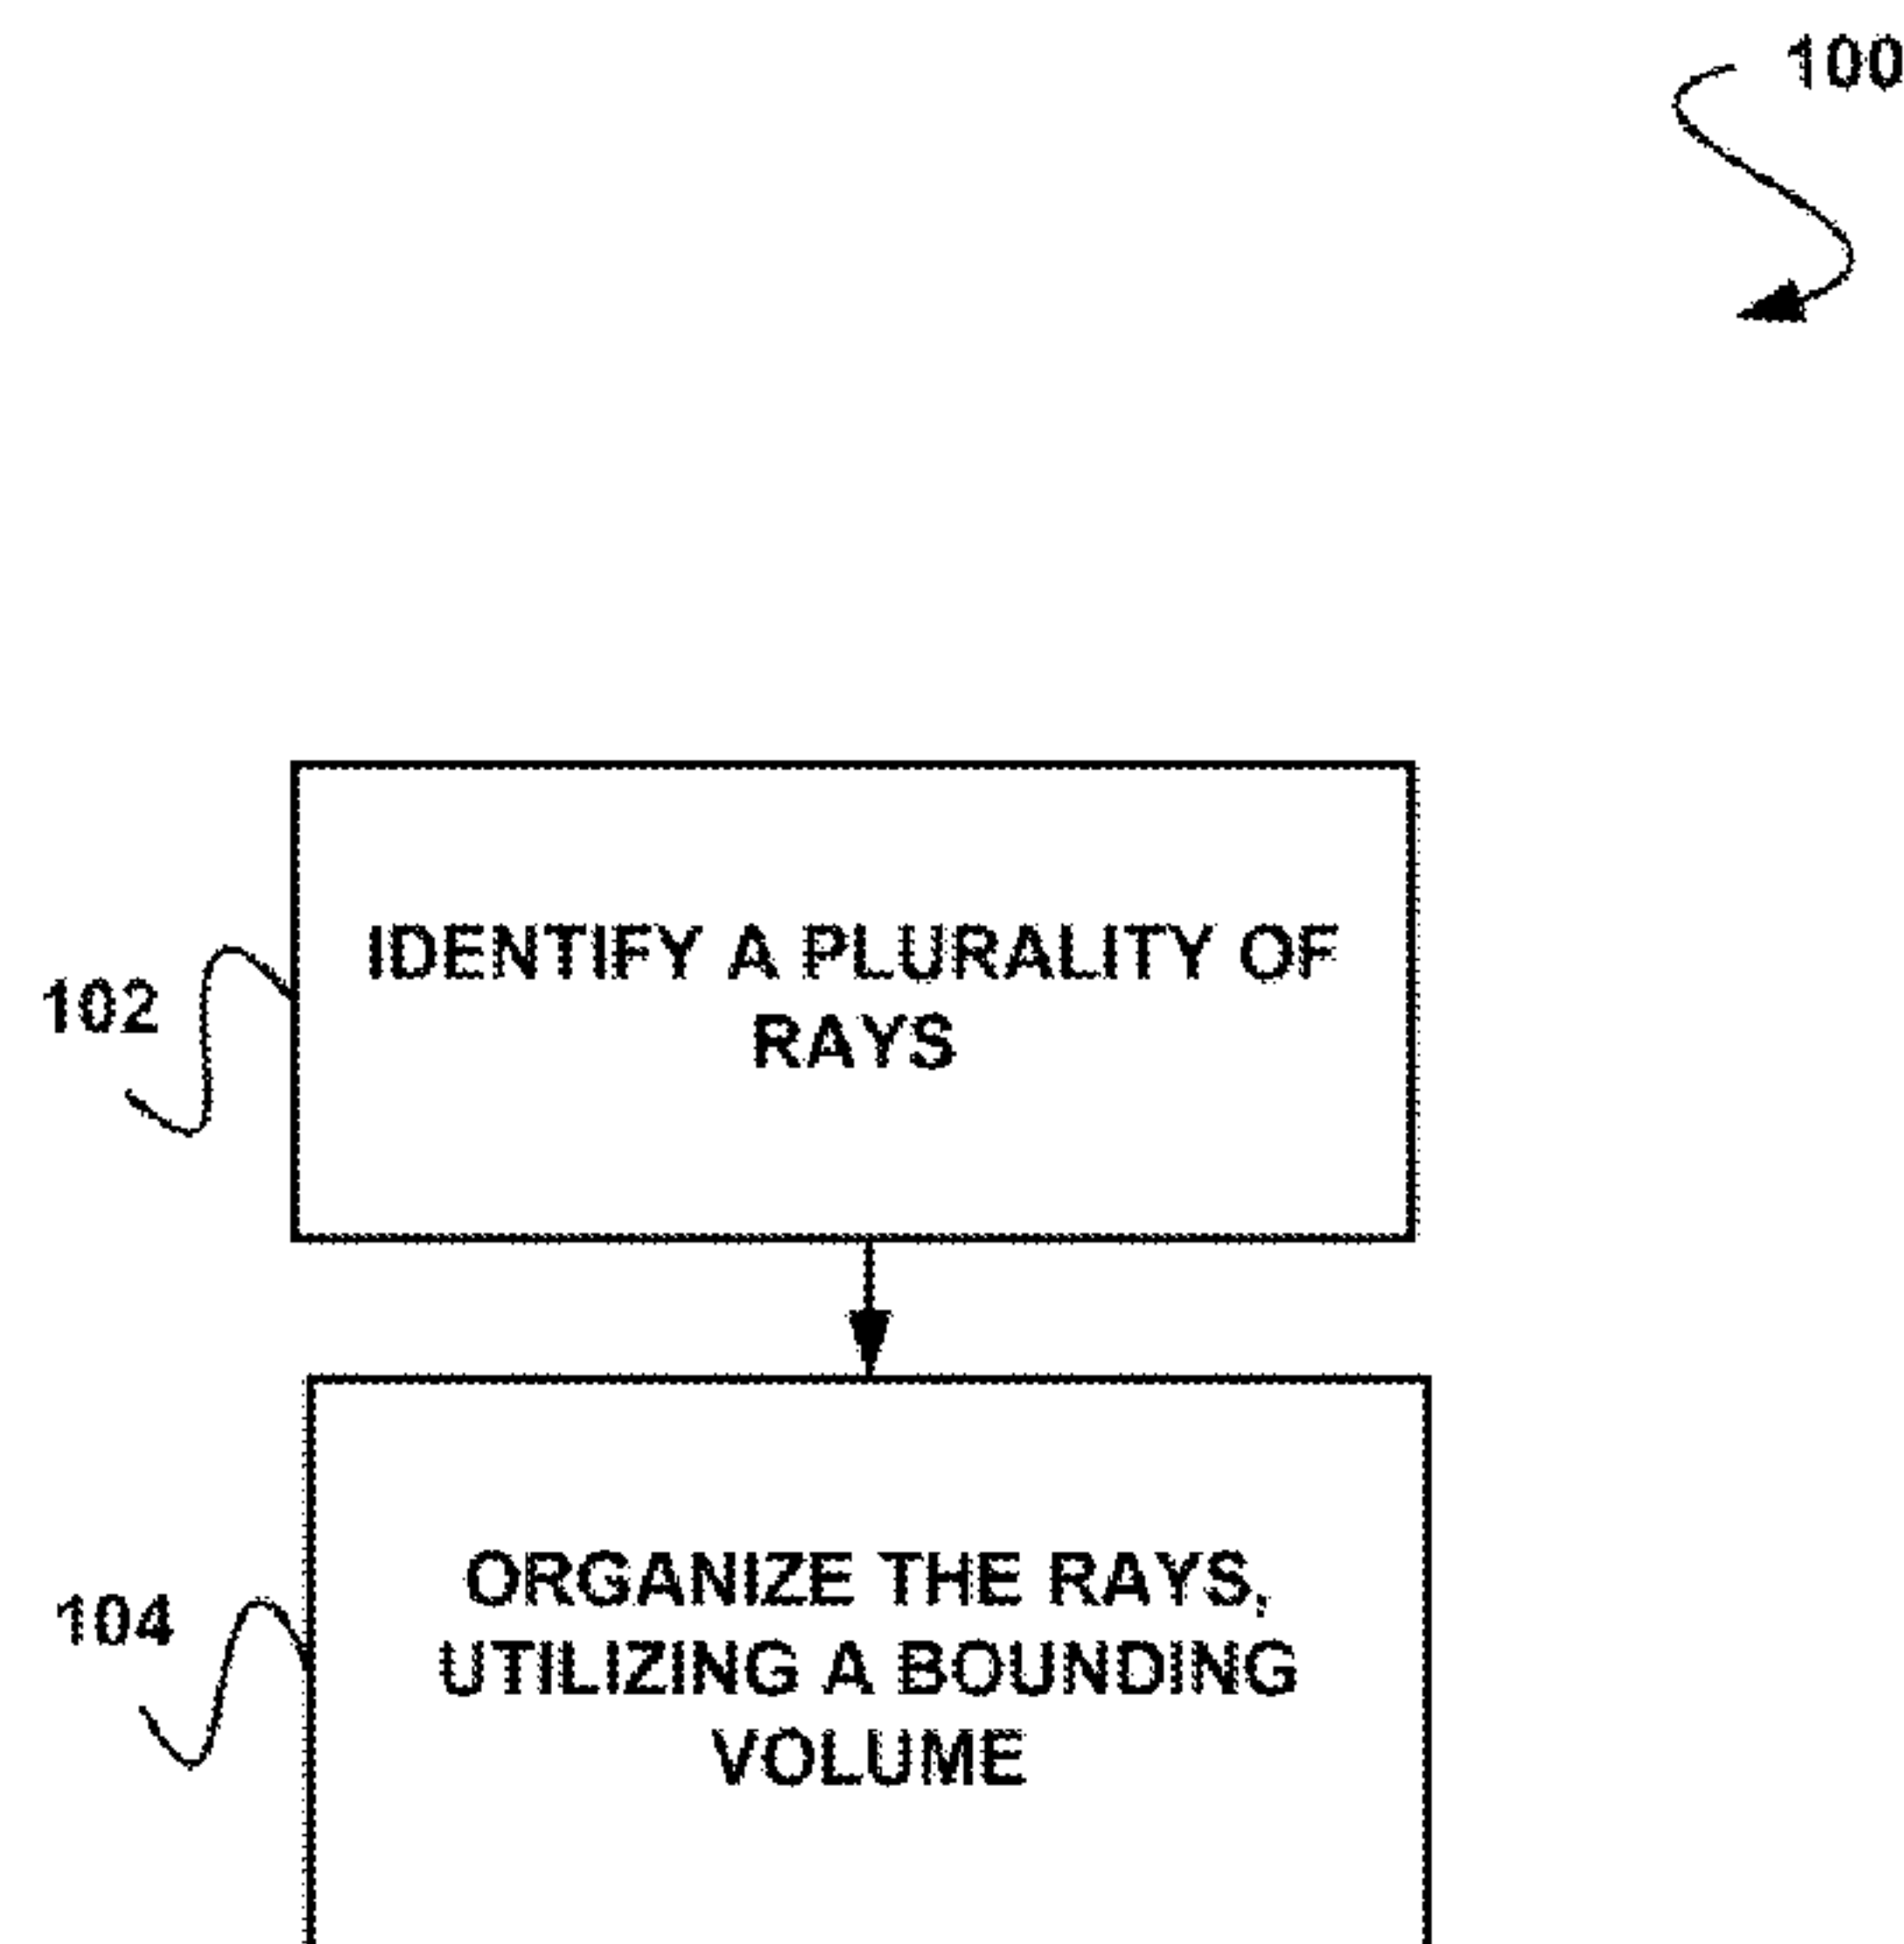 100
102
IDENTIFY A PLURALITY OF
RAYS
104
ORGANIZE THE RAYS,
UTILIZING A BOUNDING
VOLUME